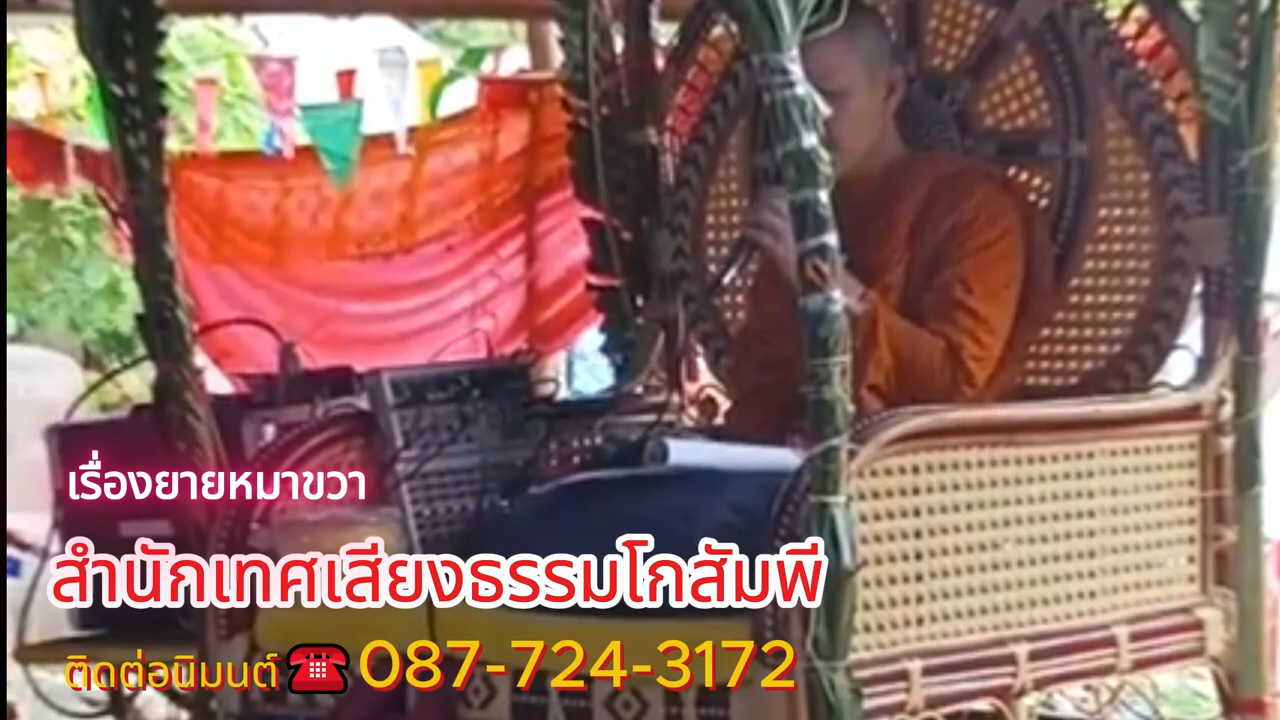 เรื่องยายหมาขวา
สำนักเทศเสียงธรรมโกสัมพี
ติดต่อนิมนต์ ☎ 087-724-3172